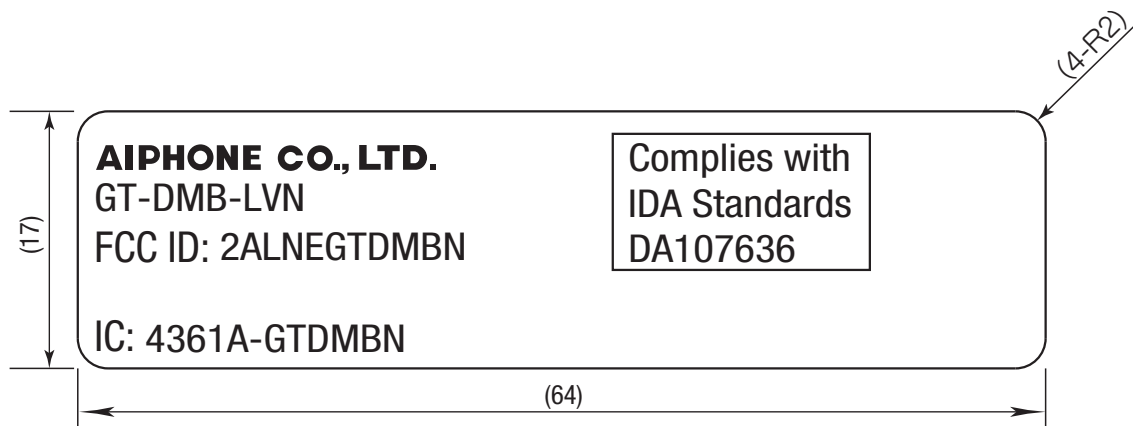 (4-R2)
AIPHONE CO., LTD.
GT-DMB-LVN
FCC ID: 2ALNEGTDMBN
IC: 4361A-GTDMBN
Complies with
IDA Standards
DA107636
(17)
(64)